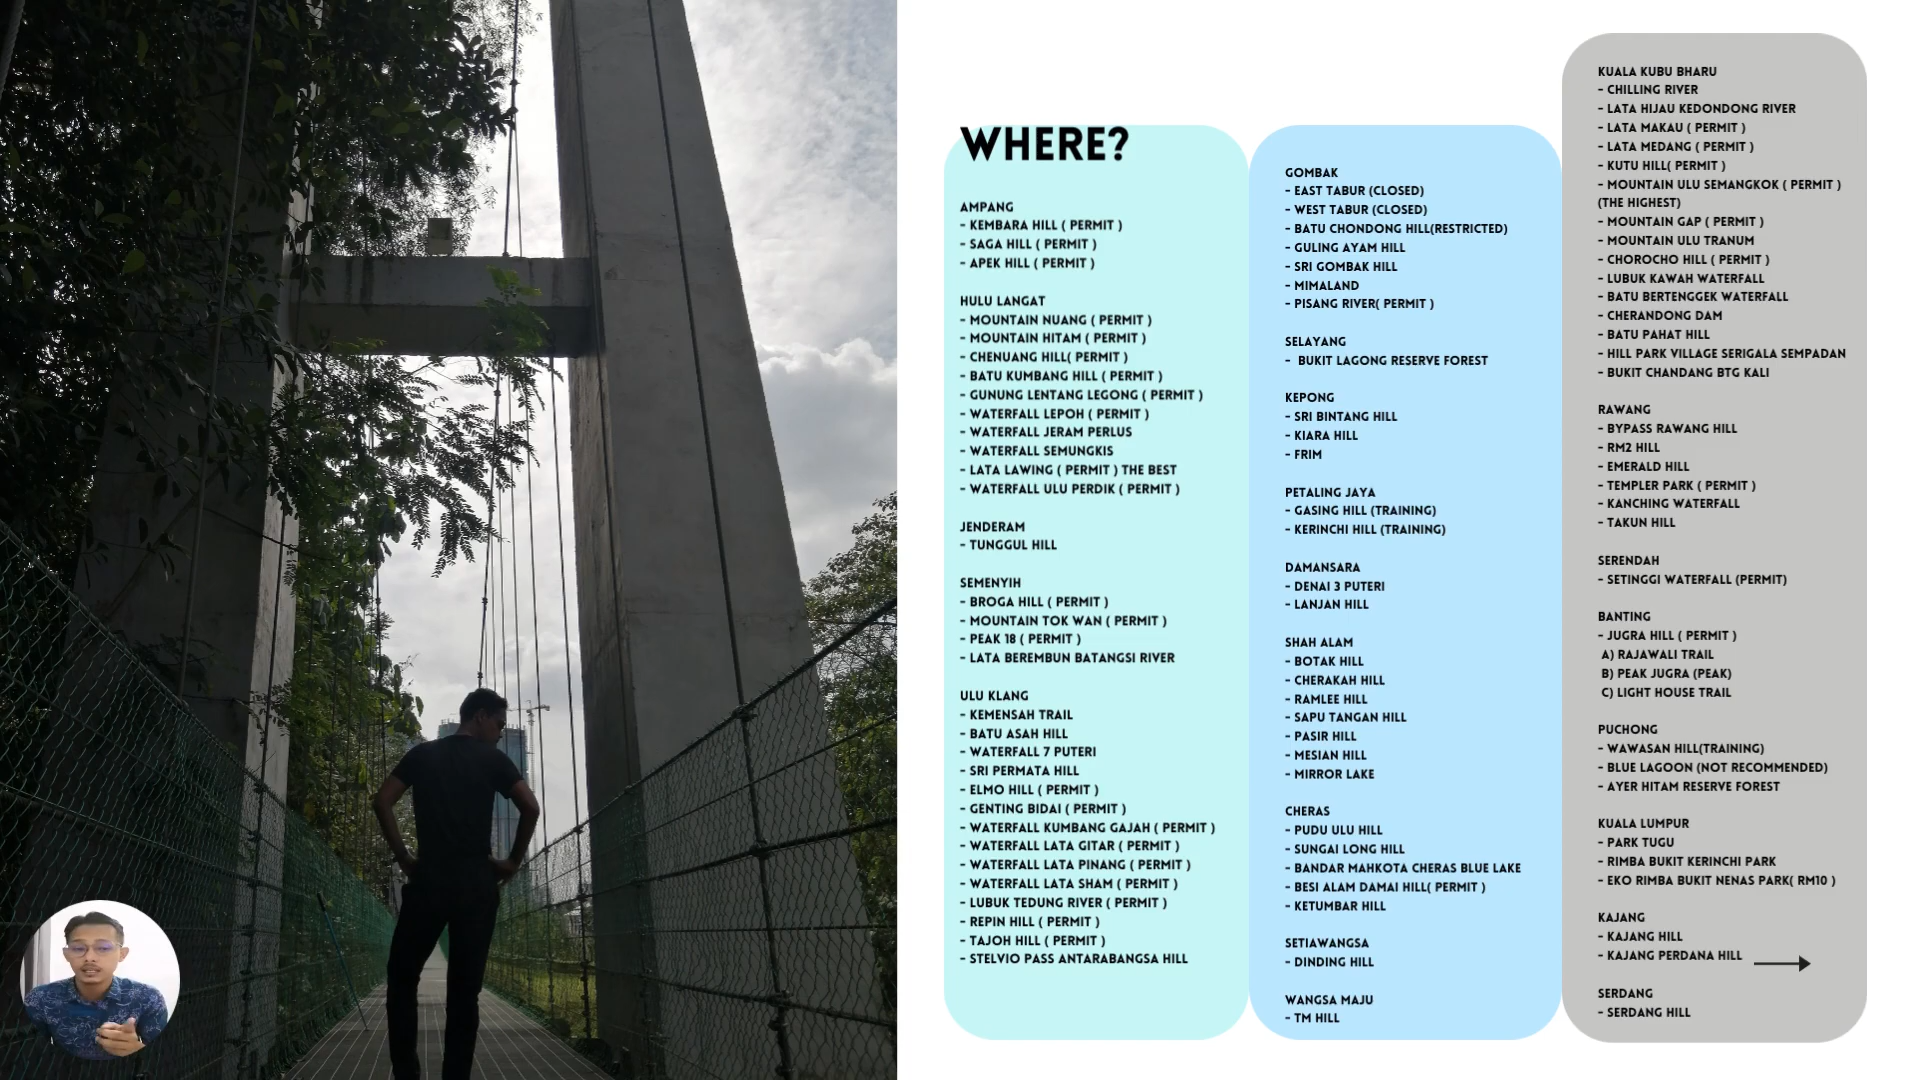 WHERE?
AMPANG
- KEMBARA HILL ( PERMIT )
- SAGA HILL ( PERMIT )
- APEK HILL ( PERMIT )
HULU LANGAT
- MOUNTAIN NUANG ( PERMIT )
- MOUNTAIN HITAM ( PERMIT )
- CHENUANG HILL( PERMIT )
- BATU KUMBANG HILL ( PERMIT )
- GUNUNG LENTANG LEGONG ( PERMIT )
- WATERFALL LEPOH ( PERMIT )
- WATERFALL JERAM PERLUS
- WATERFALL SEMUNGKIS
- LATA LAWING ( PERMIT ) THE BEST
- WATERFALL ULU PERDIK ( PERMIT )
JENDERAM
- TUNGGUL HILL
SEMENYIH
- BROGA HILL ( PERMIT )
- MOUNTAIN TOK WAN ( PERMIT )
- PEAK 18 ( PERMIT )
- LATA BEREMBUN BATANGSI RIVER
ULU KLANG
- KEMENSAH TRAIL
- BATU ASAH HILL
- WATERFALL 7 PUTERI
- SRI PERMATA HILL
- ELMO HILL ( PERMIT )
- GENTING BIDAI ( PERMIT )
- WATERFALL KUMBANG GAJAH ( PERMIT )
- WATERFALL LATA GITAR ( PERMIT )
- WATERFALL LATA PINANG ( PERMIT )
- WATERFALL LATA SHAM ( PERMIT )
- LUBUK TEDUNG RIVER ( PERMIT )
- REPIN HILL ( PERMIT )
- TAJOH HILL ( PERMIT )
- STELVIO PASS ANTARABANGSA HILL
GOMBAK
- EAST TABUR (CLOSED)
- WEST TABUR (CLOSED)
- BATU CHONDONG HILL(RESTRICTED)
- GULING AYAM HILL
- SRI GOMBAK HILL
- MIMALAND
- PISANG RIVER( PERMIT )
SELAYANG
- BUKIT LAGONG RESERVE FOREST
KEPONG
- SRI BINTANG HILL
- KIARA HILL
- FRIM
PETALING JAYA
- GASING HILL (TRAINING)
- KERINCHI HILL (TRAINING)
DAMANSARA
- DENAI 3 PUTERI
- LANJAN HILL
SHAH ALAM
- BOTAK HILL
- CHERAKAH HILL
- RAMLEE HILL
- SAPU TANGAN HILL
- PASIR HILL
- MESIAN HILL
- MIRROR LAKE
CHERAS
- PUDU ULU HILL
- SUNGAI LONG HILL
- BANDAR MAHKOTA CHERAS BLUE LAKE
- BESI ALAM DAMAI HILL( PERMIT )
- KETUMBAR HILL
SETIAWANGSA
- DINDING HILL
WANGSA MAJU
- TM HILL
KUALA KUBU BHARU
- CHILLING RIVER
- LATA HIJAU KEDONDONG RIVER
- LATA MAKAU ( PERMIT )
- LATA MEDANG ( PERMIT )
- KUTU HILL( PERMIT )
- MOUNTAIN ULU SEMANGKOK ( PERMIT )
(THE HIGHEST)
- MOUNTAIN GAP ( PERMIT )
- MOUNTAIN ULU TRANUM
- CHOROCHO HILL ( PERMIT )
- LUBUK KAWAH WATERFALL
- BATU BERTENGGEK WATERFALL
- CHERANDONG DAM
- BATU PAHAT HILL
- HILL PARK VILLAGE SERIGALA SEMPADAN
- BUKIT CHANDANG BTG KALI
RAWANG
- BYPASS RAWANG HILL
- RM2 HILL
- EMERALD HILL
- TEMPLER PARK ( PERMIT )
- KANCHING WATERFALL
- TAKUN HILL
SERENDAH
- SETINGGI WATERFALL (PERMIT)
BANTING
- JUGRA HILL ( PERMIT )
A) RAJAWALI TRAIL
B) PEAK JUGRA (PEAK)
C) LIGHT HOUSE TRAIL
PUCHONG
- WAWASAN HILL(TRAINING)
- BLUE LAGOON (NOT RECOMMENDED)
- AYER HITAM RESERVE FOREST
KUALA LUMPUR
- PARK TUGU
- RIMBA BUKIT KERINCHI PARK
- EKO RIMBA BUKIT NENAS PARK( RM10 )
KAJANG
- KAJANG HILL
- KAJANG PERDANA HILL
SERDANG
- SERDANG HILL